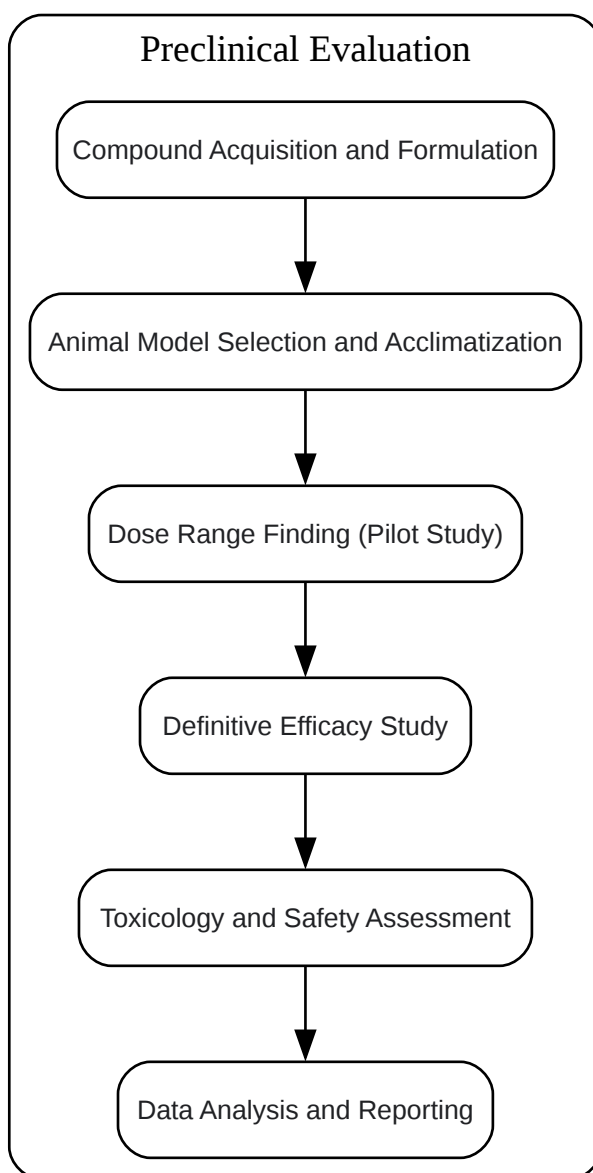 Preclinical Evaluation
Compound Acquisition and Formulation
Animal Model Selection and Acclimatization
Dose Range Finding (Pilot Study)
Definitive Efficacy Study
Toxicology and Safety Assessment
Data Analysis and Reporting